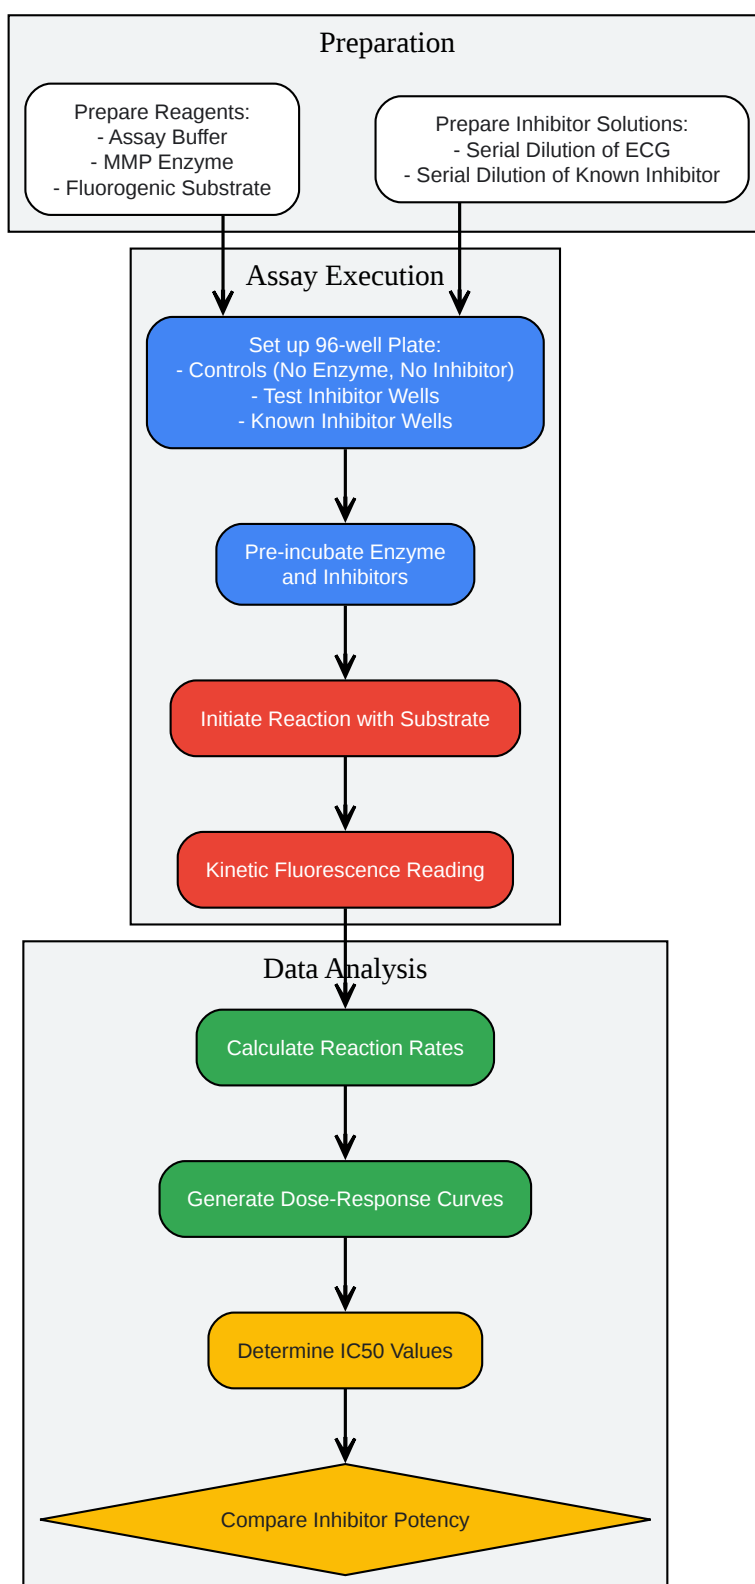 Preparation
Prepare Reagents:
- Assay Buffer
- MMP Enzyme
- Fluorogenic Substrate
Prepare Inhibitor Solutions:
- Serial Dilution of ECG
- Serial Dilution of Known Inhibitor
Assay Execution
Set up 96-well Plate:
- Controls (No Enzyme, No Inhibitor)
- Test Inhibitor Wells
- Known Inhibitor Wells
Pre-incubate Enzyme
and Inhibitors
Initiate Reaction with Substrate
Kinetic Fluorescence Reading
Data Analysis
Calculate Reaction Rates
Generate Dose-Response Curves
Determine IC50 Values
Compare Inhibitor Potency